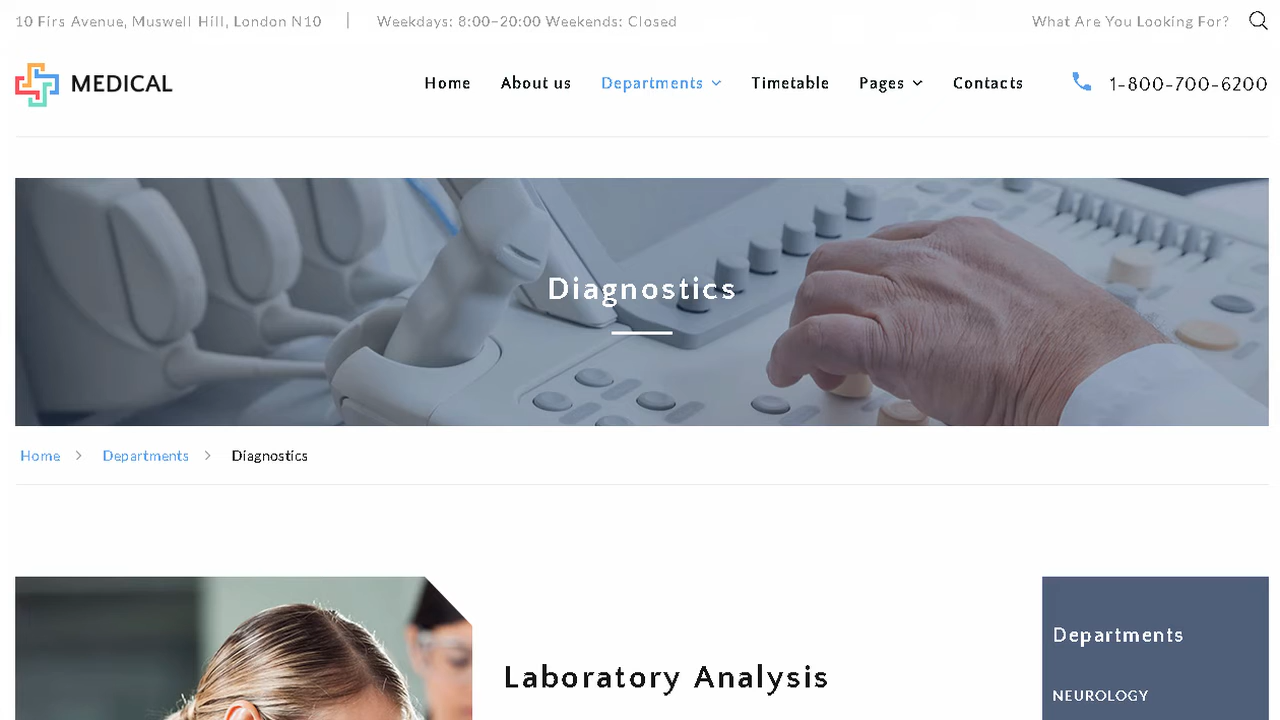 10 Firs Avenue, Muswell Hill, London N10 | Weekdays: 8:00–20:00 Weekends: Closed What Are You Looking For?
MEDICAL Home About us Departments Timetable Pages Contacts 1-800-700-6200
Diagnostics
Home > Departments > Diagnostics
Departments
Laboratory Analysis
NEUROLOGY